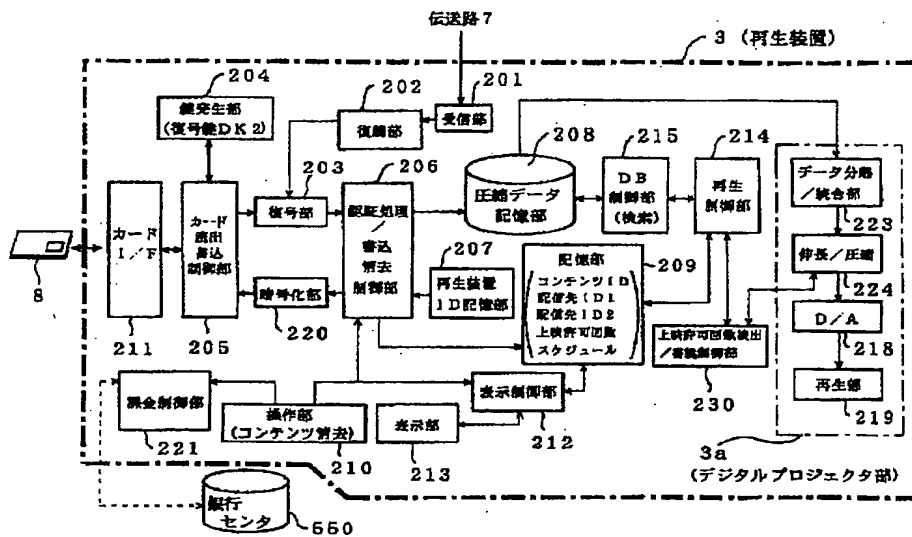 伝送路7
3 (再生装置)
204
鍵発生部
(復号鍵DK2)
202
復調部
201
受信部
208
圧縮データ
記憶部
215
DB
制御部
(検索)
214
再生
制御部
データ分離
/統合部
223
伸長/圧縮
224
D/A
218
再生部
219
3a
(デジタルプロジェクタ部)
203
復号部
206
認証処理
/
書込
消去
制御部
207
再生装置
ID記憶部
209
記憶部
コンテンツID
配信先ID1
配信先ID2
上映許可回数
スケジュール
8
カード
I/F
211
カード
読出
書込
制御部
205
暗号化部
220
上映許可回数読出
/書込制御部
230
課金制御部
221
操作部
(コンテンツ消去)
210
表示部
213
表示制御部
212
銀行
センタ
550